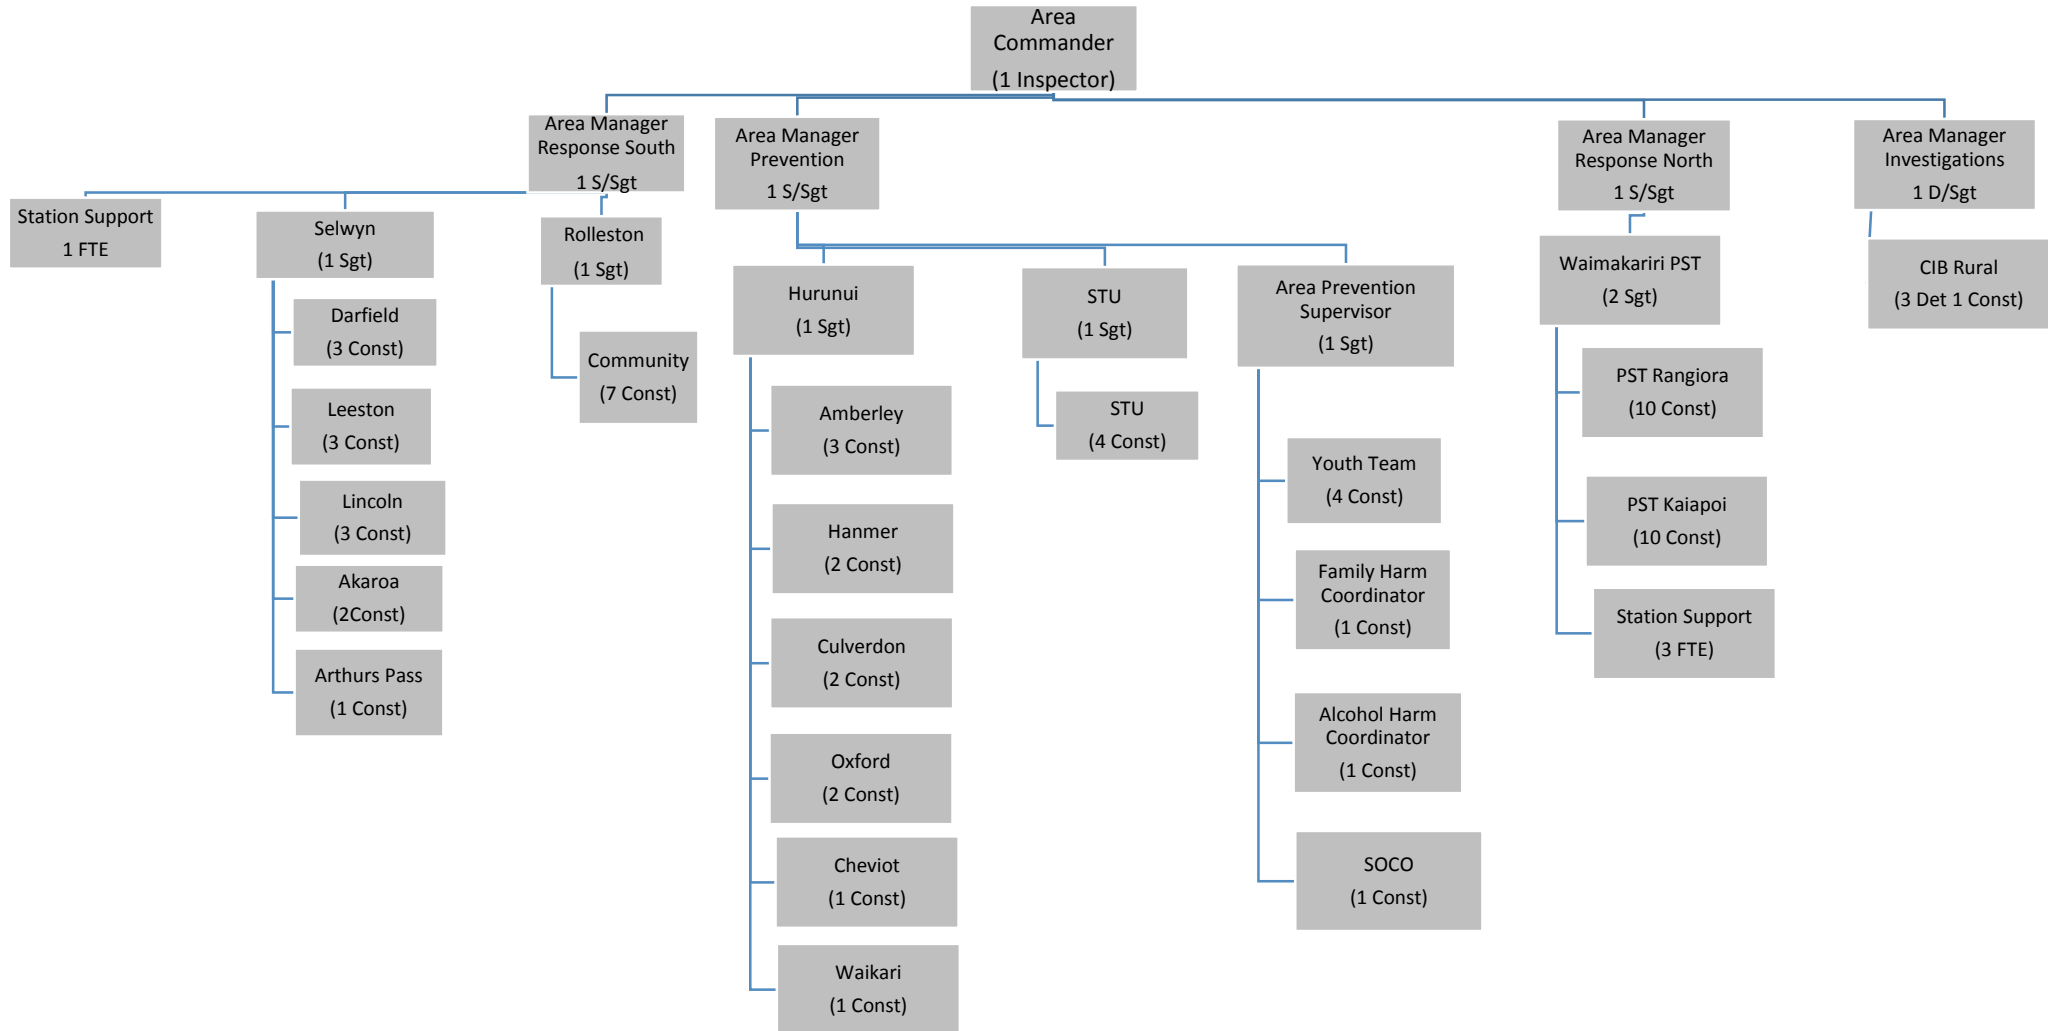 Area
Commander
(1 Inspector)
Area Manager
Response South
1 S/Sgt
Area Manager
Prevention
1 S/Sgt
Area Manager
Response North
1 S/Sgt
Area Manager
Investigations
1 D/Sgt
Station Support
1 FTE
Selwyn
(1 Sgt)
Darfield
(3 Const)
Leeston
(3 Const)
Lincoln
(3 Const)
Akaroa
(2Const)
Arthurs Pass
(1 Const)
Rolleston
(1 Sgt)
Community
(7 Const)
Hurunui
(1 Sgt)
Amberley
(3 Const)
Hanmer
(2 Const)
Culverdon
(2 Const)
Oxford
(2 Const)
Cheviot
(1 Const)
Waikari
(1 Const)
STU
(1 Sgt)
STU
(4 Const)
Area Prevention
Supervisor
(1 Sgt)
Youth Team
(4 Const)
Family Harm
Coordinator
(1 Const)
Alcohol Harm
Coordinator
(1 Const)
SOCO
(1 Const)
Waimakariri PST
(2 Sgt)
PST Rangiora
(10 Const)
PST Kaiapoi
(10 Const)
Station Support
(3 FTE)
CIB Rural
(3 Det 1 Const)